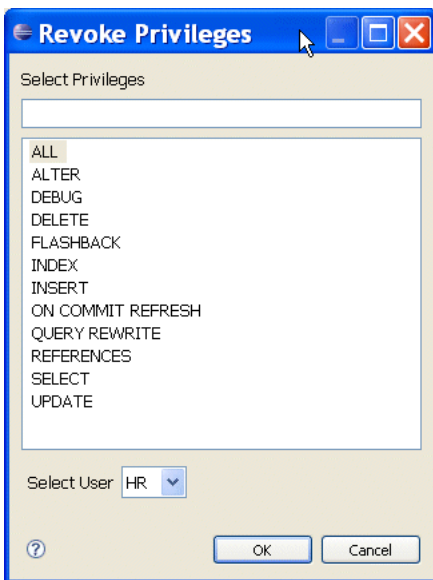 Revoke Privileges
Select Privileges
ALL
ALTER
DEBUG
DELETE
FLASHBACK
INDEX
INSERT
ON COMMIT REFRESH
QUERY REWRITE
REFERENCES
SELECT
UPDATE
Select User HR
? OK Cancel